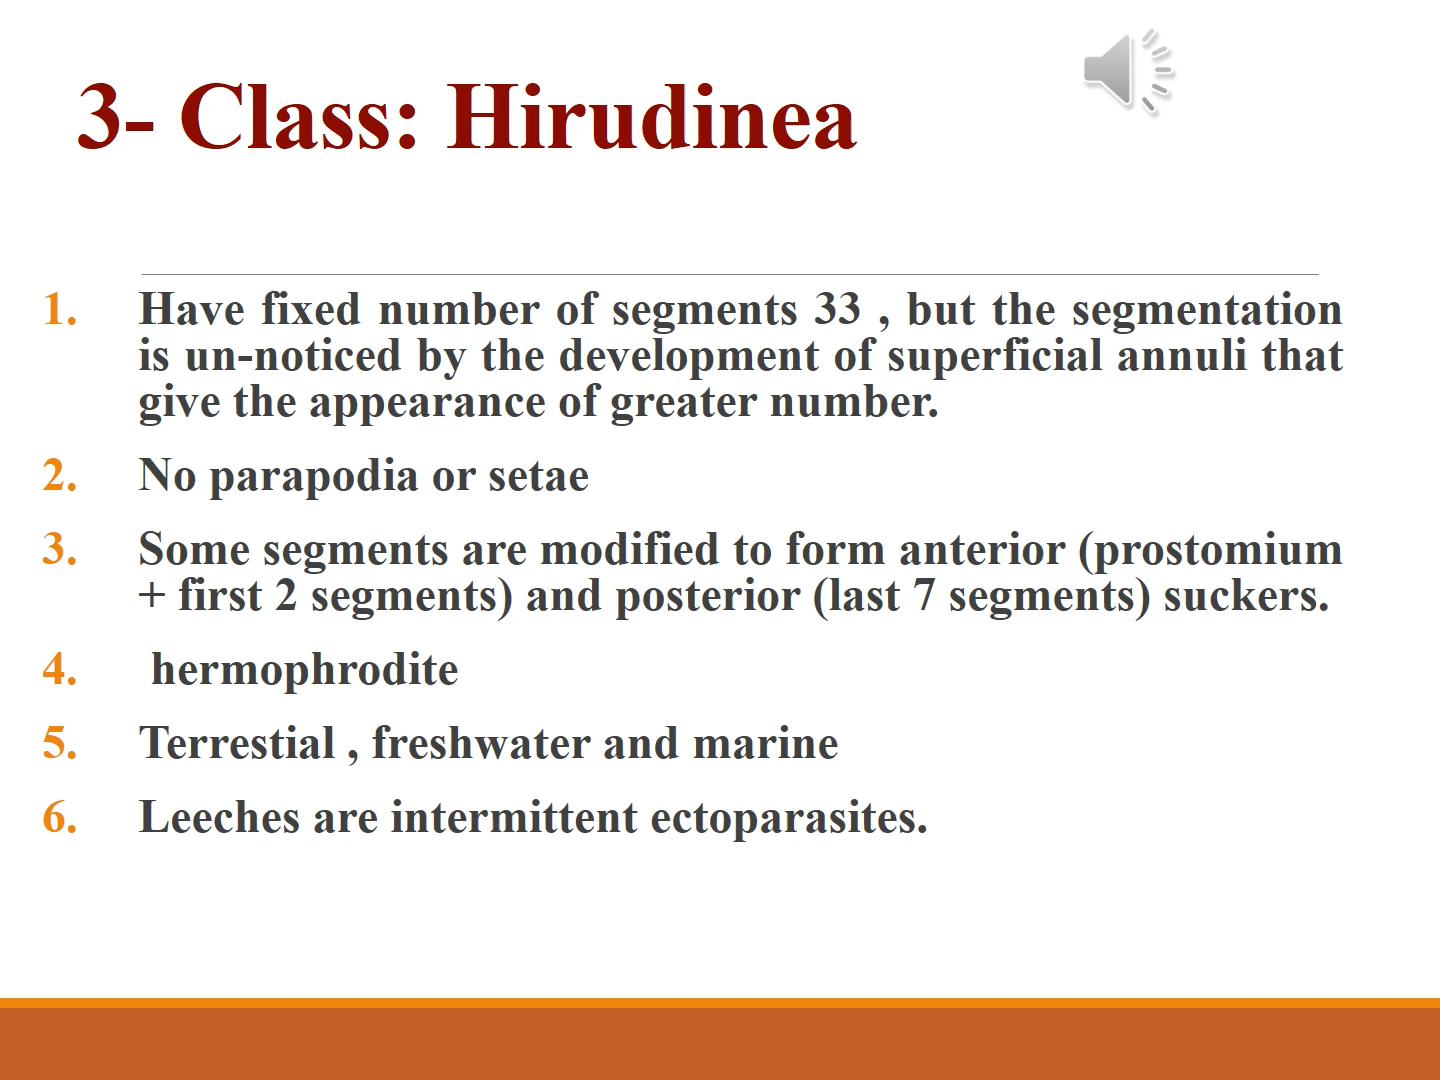 3- Class: Hirudinea
1. Have fixed number of segments 33 , but the segmentation
is un-noticed by the development of superficial annuli that
give the appearance of greater number.
2. No parapodia or setae
3. Some segments are modified to form anterior (prostomium
+ first 2 segments) and posterior (last 7 segments) suckers.
4. hermophrodite
5. Terrestial , freshwater and marine
6. Leeches are intermittent ectoparasites.